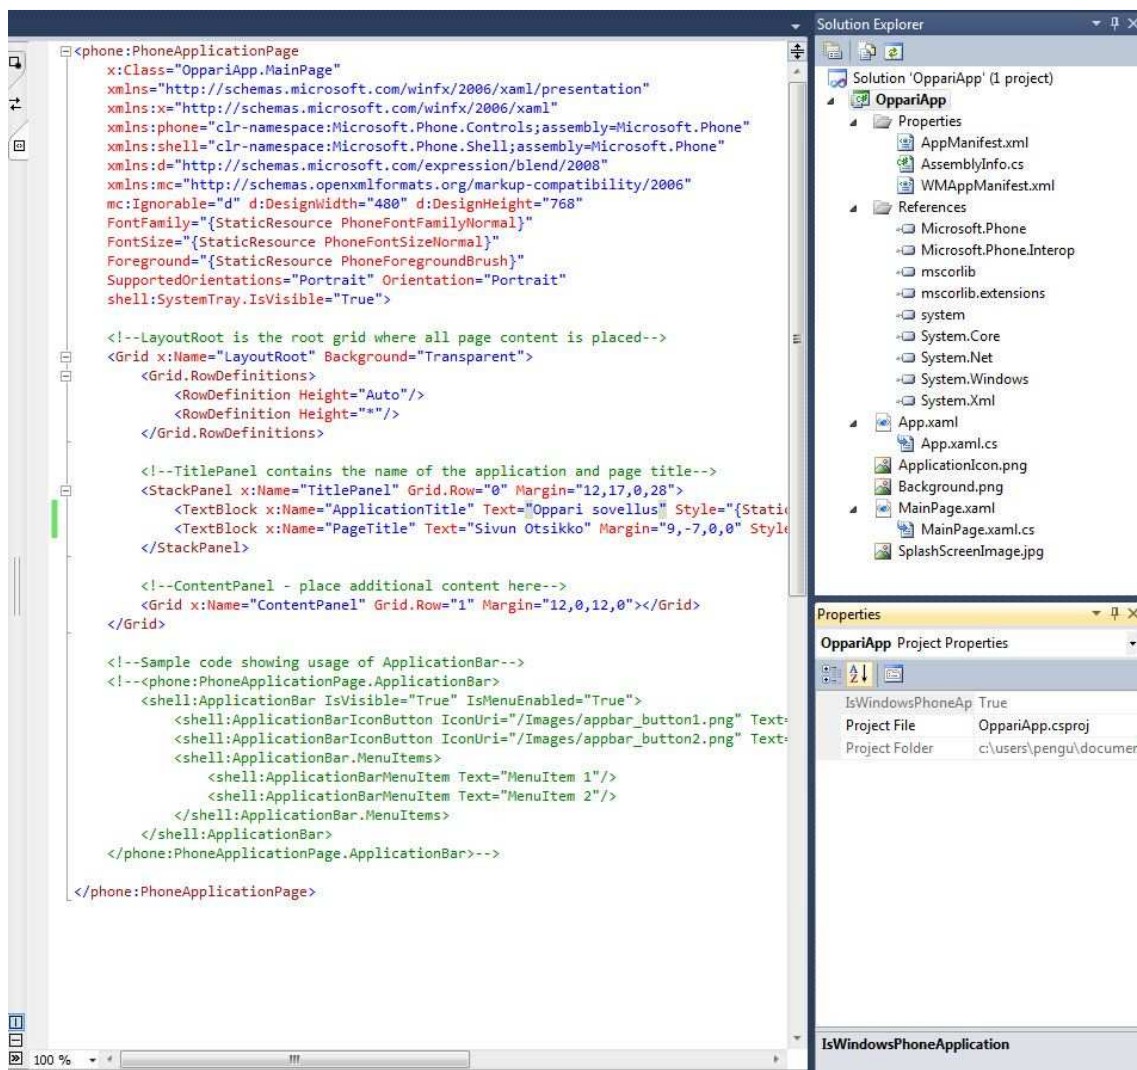 <phone:PhoneApplicationPage
x:Class="OppariApp.MainPage"
xmlns="http://schemas.microsoft.com/winfx/2006/xaml/presentation"
xmlns:x="http://schemas.microsoft.com/winfx/2006/xaml"
xmlns:phone="clr-namespace:Microsoft.Phone.Controls;assembly=Microsoft.Phone"
xmlns:shell="clr-namespace:Microsoft.Phone.Shell;assembly=Microsoft.Phone"
xmlns:d="http://schemas.microsoft.com/expression/blend/2008"
xmlns:mc="http://schemas.openxmlformats.org/markup-compatibility/2006"
mc:Ignorable="d" d:DesignWidth="480" d:DesignHeight="768"
FontFamily="{StaticResource PhoneFontFamilyNormal}"
FontSize="{StaticResource PhoneFontSizeNormal}"
Foreground="{StaticResource PhoneForegroundBrush}"
SupportedOrientations="Portrait" Orientation="Portrait"
shell:SystemTray.IsVisible="True">
<!--LayoutRoot is the root grid where all page content is placed-->
<Grid x:Name="LayoutRoot" Background="Transparent">
<Grid.RowDefinitions>
<RowDefinition Height="Auto"/>
<RowDefinition Height="*"/>
</Grid.RowDefinitions>
<!--TitlePanel contains the name of the application and page title-->
<StackPanel x:Name="TitlePanel" Grid.Row="0" Margin="12,17,0,28">
<TextBlock x:Name="ApplicationTitle" Text="Oppari sovellus" Style="{Static
<TextBlock x:Name="PageTitle" Text="Sivun Otsikko" Margin="9,-7,0,0" Style
</StackPanel>
<!--ContentPanel - place additional content here-->
<Grid x:Name="ContentPanel" Grid.Row="1" Margin="12,0,12,0"></Grid>
</Grid>
<!--Sample code showing usage of ApplicationBar-->
<!--<phone:PhoneApplicationPage.ApplicationBar>
<shell:ApplicationBar IsVisible="True" IsMenuEnabled="True">
<shell:ApplicationBarIconButton IconUri="/Images/appbar_button1.png" Text=
<shell:ApplicationBarIconButton IconUri="/Images/appbar_button2.png" Text=
<shell:ApplicationBar.MenuItems>
<shell:ApplicationBarMenuItem Text="MenuItem 1"/>
<shell:ApplicationBarMenuItem Text="MenuItem 2"/>
</shell:ApplicationBar.MenuItems>
</shell:ApplicationBar>
</phone:PhoneApplicationPage.ApplicationBar>-->
</phone:PhoneApplicationPage>
100 %
Solution Explorer
Solution 'OppariApp' (1 project)
OppariApp
Properties
AppManifest.xml
AssemblyInfo.cs
WMAppManifest.xml
References
Microsoft.Phone
Microsoft.Phone.Interop
mscorlib
mscorlib.extensions
system
System.Core
System.Net
System.Windows
System.Xml
App.xaml
App.xaml.cs
ApplicationIcon.png
Background.png
MainPage.xaml
MainPage.xaml.cs
SplashScreenImage.jpg
Properties
OppariApp Project Properties
IsWindowsPhoneAp True
Project File OppariApp.csproj
Project Folder c:\users\pengu\documen
IsWindowsPhoneApplication